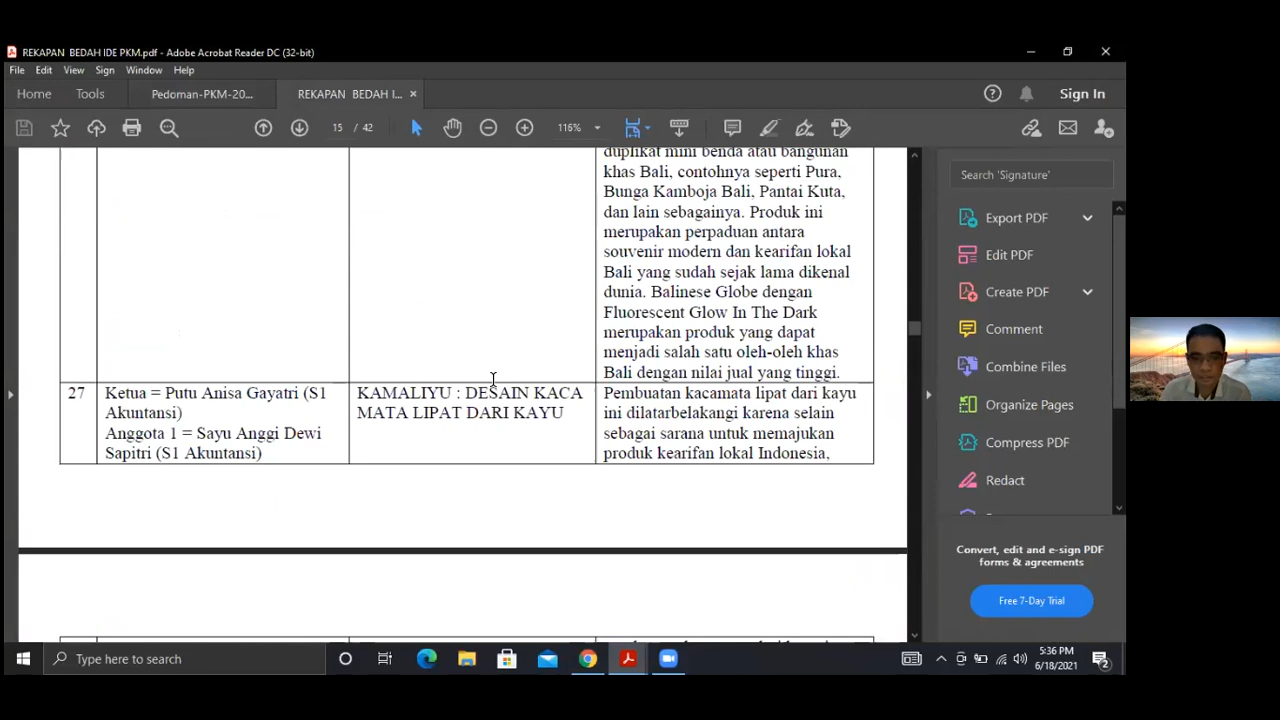 REKAPAN BEDAH IDE PKM.pdf - Adobe Acrobat Reader DC (32-bit)
File Edit View Sign Window Help
Home Tools Pedoman-PKM-20... REKAPAN BEDAH I... × Sign In
15 / 42 116%
duplikat mini benda atau bangunan
khas Bali, contohnya seperti Pura,
Bunga Kamboja Bali, Pantai Kuta,
dan lain sebagainya. Produk ini
merupakan perpaduan antara
souvenir modern dan kearifan lokal
Bali yang sudah sejak lama dikenal
dunia. Balinese Globe dengan
Fluorescent Glow In The Dark
merupakan produk yang dapat
menjadi salah satu oleh-oleh khas
Bali dengan nilai jual yang tinggi.
27
Ketua = Putu Anisa Gayatri (S1
Akuntansi)
Anggota 1 = Sayu Anggi Dewi
Sapitri (S1 Akuntansi)
KAMALIYU : DESAIN KACA
MATA LIPAT DARI KAYU
Pembuatan kacamata lipat dari kayu
ini dilatarbelakangi karena selain
sebagai sarana untuk memajukan
produk kearifan lokal Indonesia,
Search 'Signature'
Export PDF
Edit PDF
Create PDF
Comment
Combine Files
Organize Pages
Compress PDF
Redact
Convert, edit and e-sign PDF
forms & agreements
Free 7-Day Trial
Type here to search
5:36 PM
6/18/2021
2